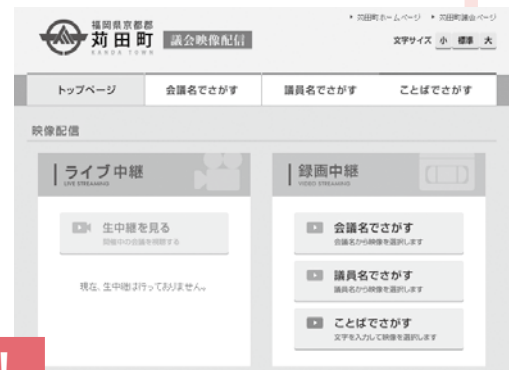 ▶ 苅田町ホームページ ▶ 苅田町議会ページ
福岡県京都郡
苅田町 議会映像配信
KANDA TOWN
文字サイズ 小 標準 大
トップページ 会議名でさがす 議員名でさがす ことばでさがす
映像配信
ライブ中継
LIVE STREAMING
生中継を見る
開催中の会議を視聴する
現在、生中継は行っておりません。
録画中継
VIDEO STREAMING
会議名でさがす
会議名から映像を選択します
議員名でさがす
議員名から映像を選択します
ことばでさがす
文字を入力して映像を選択します
!